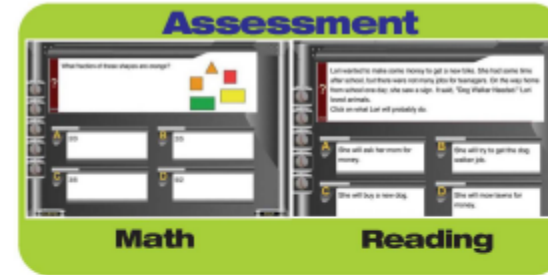 Assessment
What fraction of these shapes are orange?
?
A
B
C
D
Lori wanted to make some money to get a new bike. She had some time
after school, but there were not many jobs for teenagers. On the way home
from school one day, she saw a sign. It said, "Dog Walker Needed." Lori
loved animals.
Click on what Lori will probably do.
?
A
She will ask her mom for
money.
B
She will try to get the dog
walker job.
C
She will buy a new dog.
D
She will mow lawns for
money.
Math
Reading